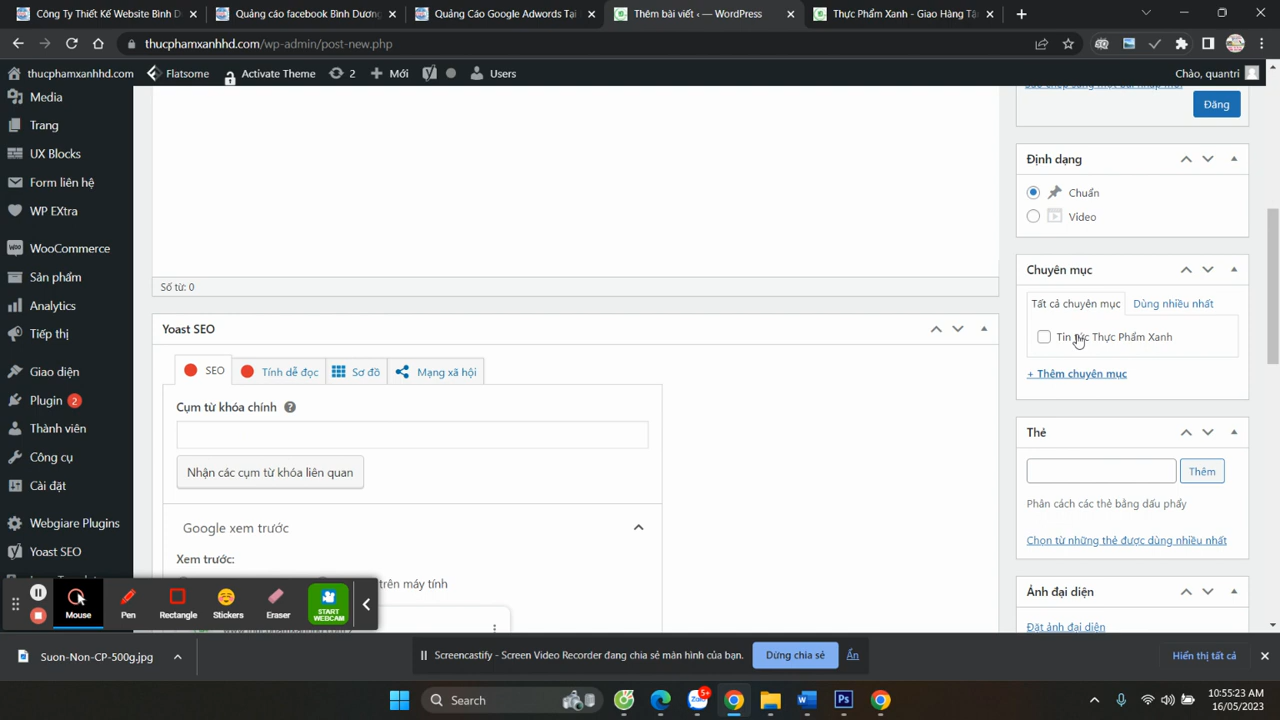 Công Ty Thiết Kế Website Bình D
Quảng cáo facebook Bình Dương
Quảng Cáo Google Adwords Tại
Thêm bài viết ‹ — WordPress
Thực Phẩm Xanh - Giao Hàng Tậ
thucphamxanhhd.com/wp-admin/post-new.php
thucphamxanhhd.com
Flatsome
Activate Theme
2
Mới
Users
Chào, quantri
Media
Trang
UX Blocks
Form liên hệ
WP EXtra
WooCommerce
Sản phẩm
Analytics
Tiếp thị
Giao diện
Plugin 2
Thành viên
Công cụ
Cài đặt
Webgiare Plugins
Yoast SEO
Số từ: 0
Yoast SEO
SEO
Tính dễ đọc
Sơ đồ
Mạng xã hội
Cụm từ khóa chính
Nhận các cụm từ khóa liên quan
Google xem trước
Xem trước:
trên máy tính
Đăng
Định dạng
Chuẩn
Video
Chuyên mục
Tất cả chuyên mục
Dùng nhiều nhất
Tin tức Thực Phẩm Xanh
+ Thêm chuyên mục
Thẻ
Thêm
Phân cách các thẻ bằng dấu phẩy
Chọn từ những thẻ được dùng nhiều nhất
Ảnh đại diện
Đặt ảnh đại diện
Mouse
Pen
Rectangle
Stickers
Eraser
START
WEBCAM
Suon-Non-CP-500g.jpg
Screencastify - Screen Video Recorder đang chia sẻ màn hình của bạn.
Dừng chia sẻ
Ẩn
Hiển thị tất cả
Search
Zalo
5+
10:55:23 AM
16/05/2023